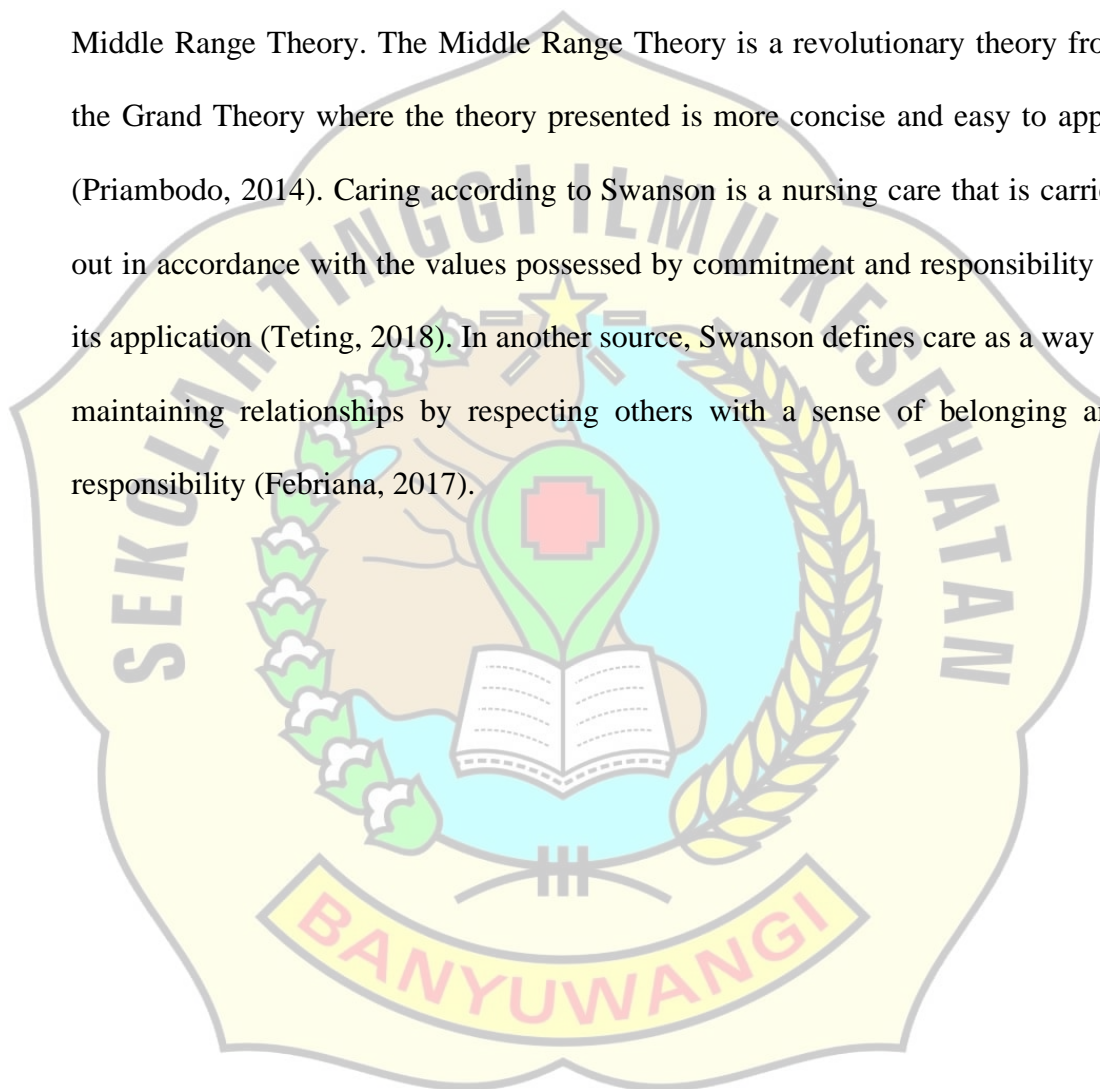 Middle Range Theory. The Middle Range Theory is a revolutionary theory fro
the Grand Theory where the theory presented is more concise and easy to app
(Priambodo, 2014). Caring according to Swanson is a nursing care that is carrie
out in accordance with the values possessed by commitment and responsibility
its application (Teting, 2018). In another source, Swanson defines care as a way
maintaining relationships by respecting others with a sense of belonging a
responsibility (Febriana, 2017).
SEKOLAH TINGGI ILMU KESEHATAN
BANYUWANGI